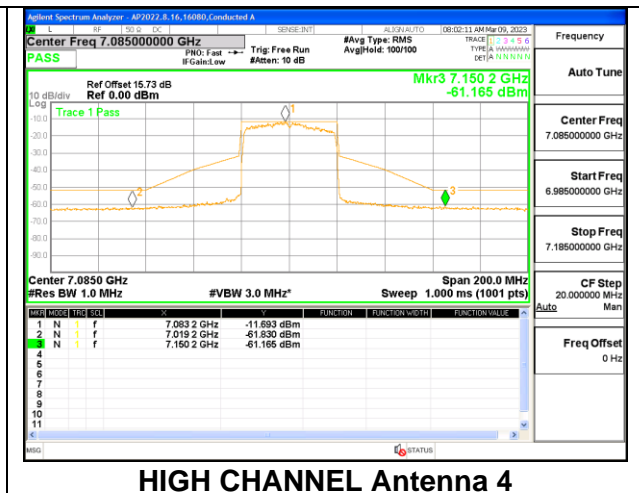 Agilent Spectrum Analyzer - AP2022.8.16,16080,Conducted A
L RF 50 Ω DC SENSE:INT ALIGNAUTO 08:02:11 AM Mar 09, 2023
Center Freq 7.085000000 GHz #Avg Type: RMS TRACE 1 2 3 4 5 6
PASS PNO: Fast Trig: Free Run Avg|Hold: 100/100 TYPE A WWWWW
IFGain:Low #Atten: 10 dB DET A N N N N N
Ref Offset 15.73 dB
10 dB/div Ref 0.00 dBm
Mkr3 7.150 2 GHz
-61.165 dBm
Log
Trace 1 Pass
1
2
3
-10.0
-20.0
-30.0
-40.0
-50.0
-60.0
-70.0
-80.0
-90.0
Center 7.0850 GHz Span 200.0 MHz
#Res BW 1.0 MHz #VBW 3.0 MHz* Sweep 1.000 ms (1001 pts)
MKR MODE TRC SCL X Y FUNCTION FUNCTION WIDTH FUNCTION VALUE
1 N 1 f 7.083 2 GHz -11.693 dBm
2 N 1 f 7.019 2 GHz -61.830 dBm
3 N 1 f 7.150 2 GHz -61.165 dBm
4
5
6
7
8
9
10
11
MSG STATUS
Frequency
Auto Tune
Center Freq
7.085000000 GHz
Start Freq
6.985000000 GHz
Stop Freq
7.185000000 GHz
CF Step
20.000000 MHz
Auto Man
Freq Offset
0 Hz
HIGH CHANNEL Antenna 4